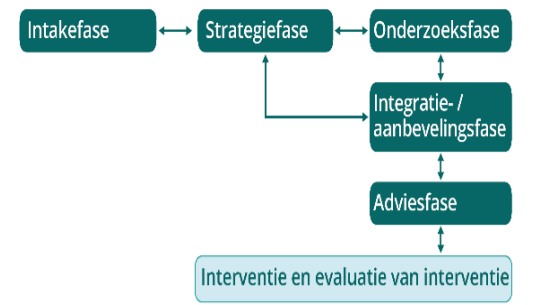 Intakefase
Strategiefase
Onderzoeksfase
Integratie- /
aanbevelingsfase
Adviesfase
Interventie en evaluatie van interventie